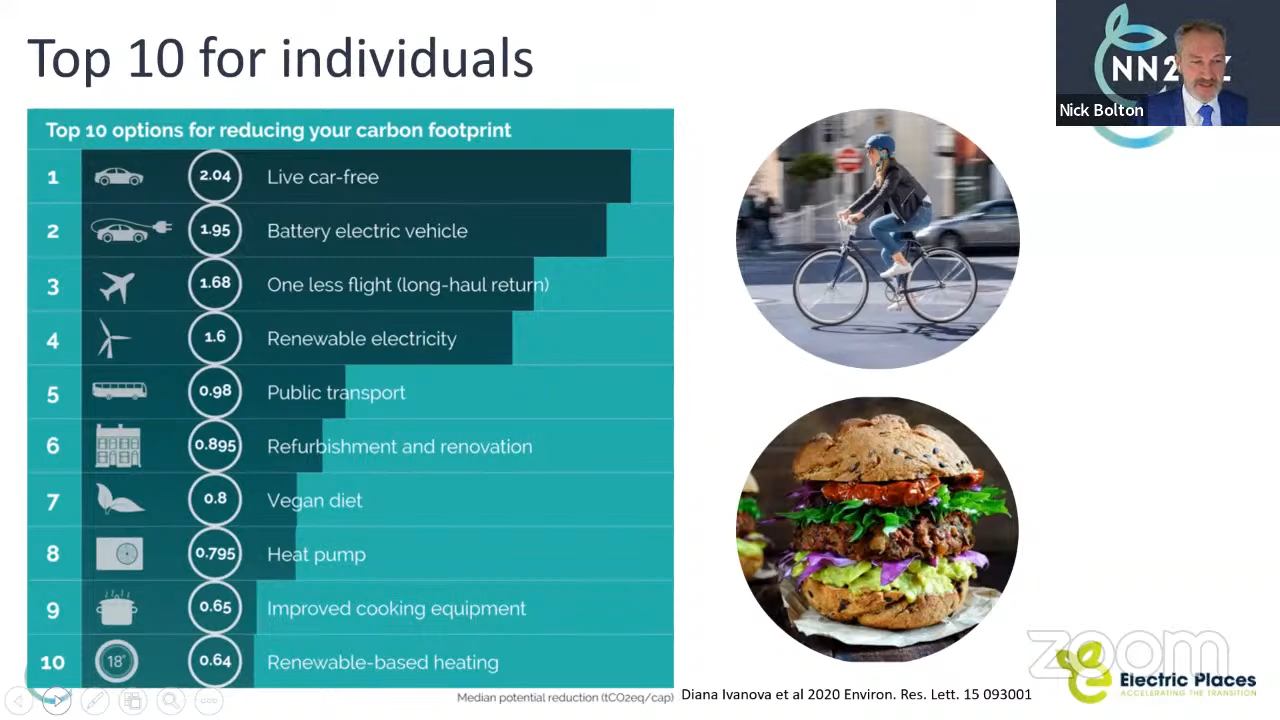 Top 10 for individuals
NN2 Z
Nick Bolton
Top 10 options for reducing your carbon footprint
1 2.04 Live car-free
2 1.95 Battery electric vehicle
3 1.68 One less flight (long-haul return)
4 1.6 Renewable electricity
5 0.98 Public transport
6 0.895 Refurbishment and renovation
7 0.8 Vegan diet
8 0.795 Heat pump
9 0.65 Improved cooking equipment
10 18° 0.64 Renewable-based heating
Median potential reduction (tCO2eq/cap)
Diana Ivanova et al 2020 Environ. Res. Lett. 15 093001
zoom
Electric Places
ACCELERATING THE TRANSITION